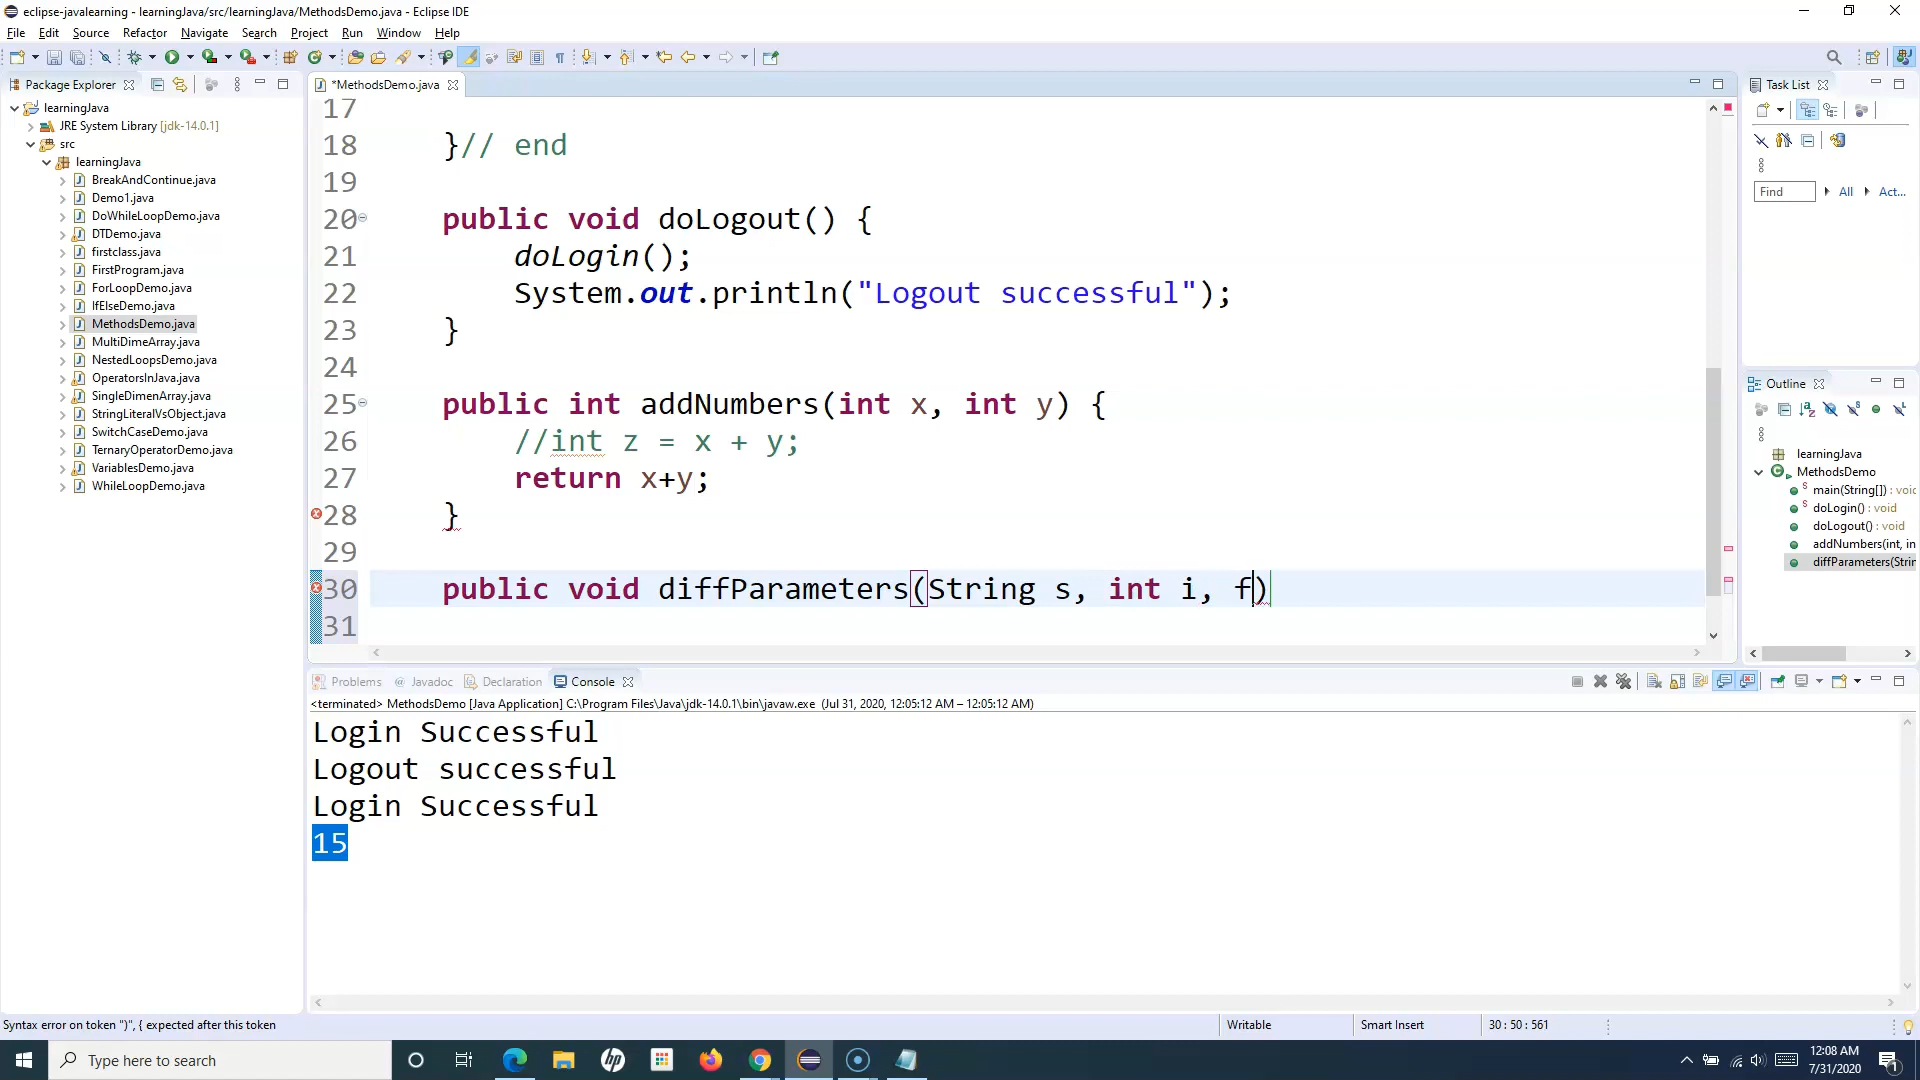 eclipse-javalearning - learningJava/src/learningJava/MethodsDemo.java - Eclipse IDE
File Edit Source Refactor Navigate Search Project Run Window Help
Package Explorer
learningJava
JRE System Library [jdk-14.0.1]
src
learningJava
BreakAndContinue.java
Demo1.java
DoWhileLoopDemo.java
DTDemo.java
firstclass.java
FirstProgram.java
ForLoopDemo.java
IfElseDemo.java
MethodsDemo.java
MultiDimeArray.java
NestedLoopsDemo.java
OperatorsInJava.java
SingleDimenArray.java
StringLiteralVsObject.java
SwitchCaseDemo.java
TernaryOperatorDemo.java
VariablesDemo.java
WhileLoopDemo.java
*MethodsDemo.java
17
18 }// end
19
20 public void doLogout() {
21 doLogin();
22 System.out.println("Logout successful");
23 }
24
25 public int addNumbers(int x, int y) {
26 //int z = x + y;
27 return x+y;
28 }
29
30 public void diffParameters(String s, int i, f)
31
Task List
Find All Act...
Outline
learningJava
MethodsDemo
main(String[]) : voic
doLogin() : void
doLogout() : void
addNumbers(int, in
diffParameters(Strin
Problems Javadoc Declaration Console
<terminated> MethodsDemo [Java Application] C:\Program Files\Java\jdk-14.0.1\bin\javaw.exe (Jul 31, 2020, 12:05:12 AM – 12:05:12 AM)
Login Successful
Logout successful
Login Successful
15
Syntax error on token ")", { expected after this token
Writable Smart Insert 30 : 50 : 561
Type here to search
12:08 AM
7/31/2020